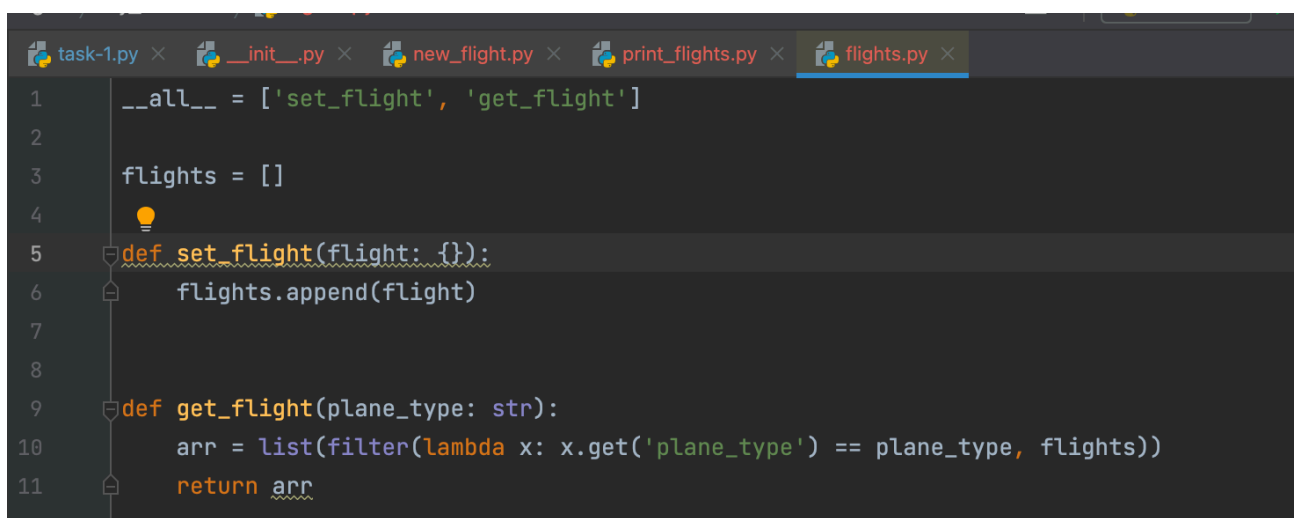 task-1.py __init__.py new_flight.py print_flights.py flights.py
1 __all__ = ['set_flight', 'get_flight']
2
3 flights = []
4
5 def set_flight(flight: {}):
6     flights.append(flight)
7
8
9 def get_flight(plane_type: str):
10     arr = list(filter(lambda x: x.get('plane_type') == plane_type, flights))
11     return arr